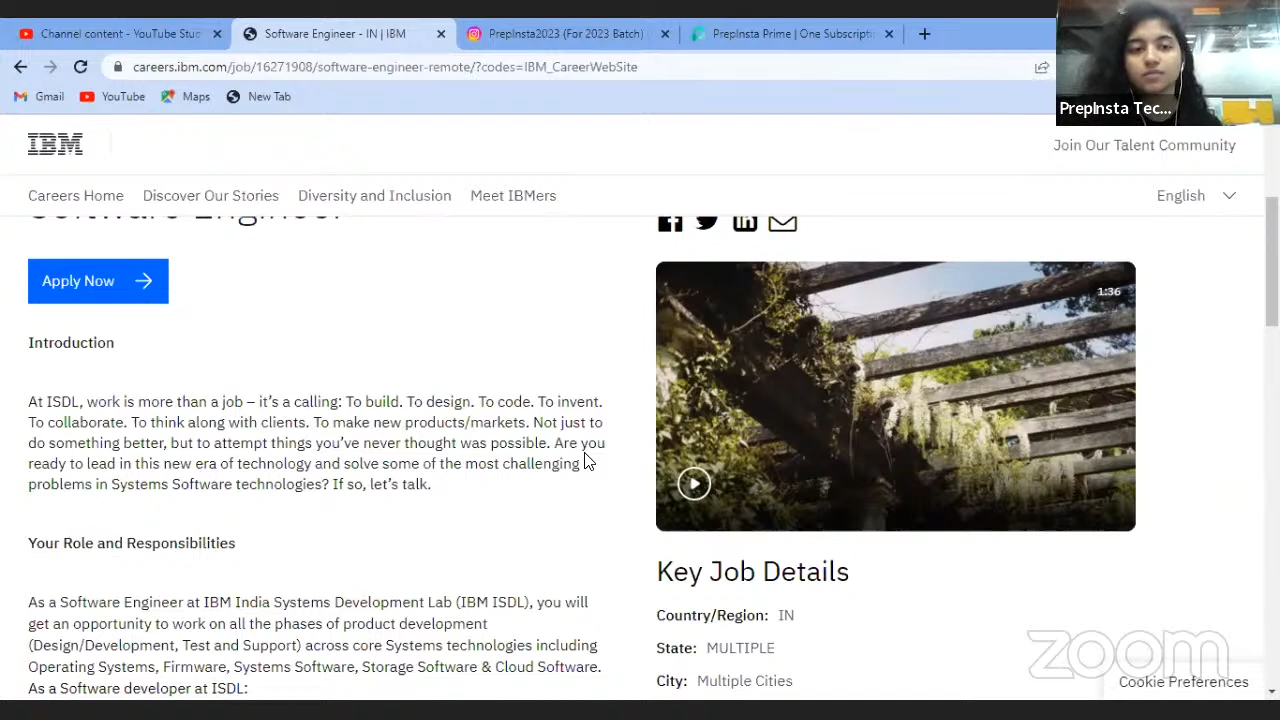 Channel content - YouTube Stu
Software Engineer - IN | IBM
PrepInsta2023 (For 2023 Batch)
PrepInsta Prime | One Subscripti
careers.ibm.com/job/16271908/software-engineer-remote/?codes=IBM_CareerWebSite
Gmail
YouTube
Maps
New Tab
PrepInsta Tec...
IBM
Join Our Talent Community
Careers Home
Discover Our Stories
Diversity and Inclusion
Meet IBMers
English
Software Engineer
Apply Now
Introduction
At ISDL, work is more than a job – it's a calling: To build. To design. To code. To invent.
To collaborate. To think along with clients. To make new products/markets. Not just to
do something better, but to attempt things you've never thought was possible. Are you
ready to lead in this new era of technology and solve some of the most challenging
problems in Systems Software technologies? If so, let's talk.
Your Role and Responsibilities
As a Software Engineer at IBM India Systems Development Lab (IBM ISDL), you will
get an opportunity to work on all the phases of product development
(Design/Development, Test and Support) across core Systems technologies including
Operating Systems, Firmware, Systems Software, Storage Software & Cloud Software.
As a Software developer at ISDL:
1:36
Key Job Details
Country/Region: IN
State: MULTIPLE
City: Multiple Cities
zoom
Cookie Preferences